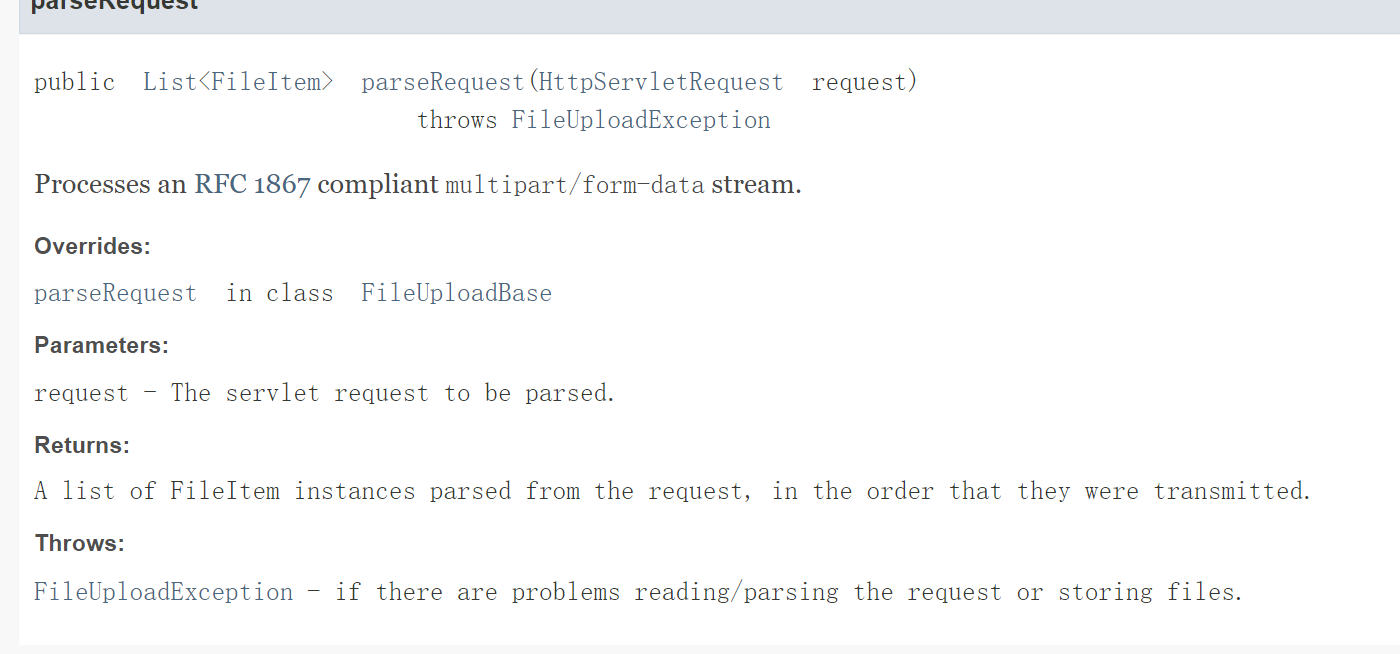 parseRequest
public List<FileItem> parseRequest(HttpServletRequest request)
throws FileUploadException
Processes an RFC 1867 compliant multipart/form-data stream.
Overrides:
parseRequest in class FileUploadBase
Parameters:
request - The servlet request to be parsed.
Returns:
A list of FileItem instances parsed from the request, in the order that they were transmitted.
Throws:
FileUploadException - if there are problems reading/parsing the request or storing files.